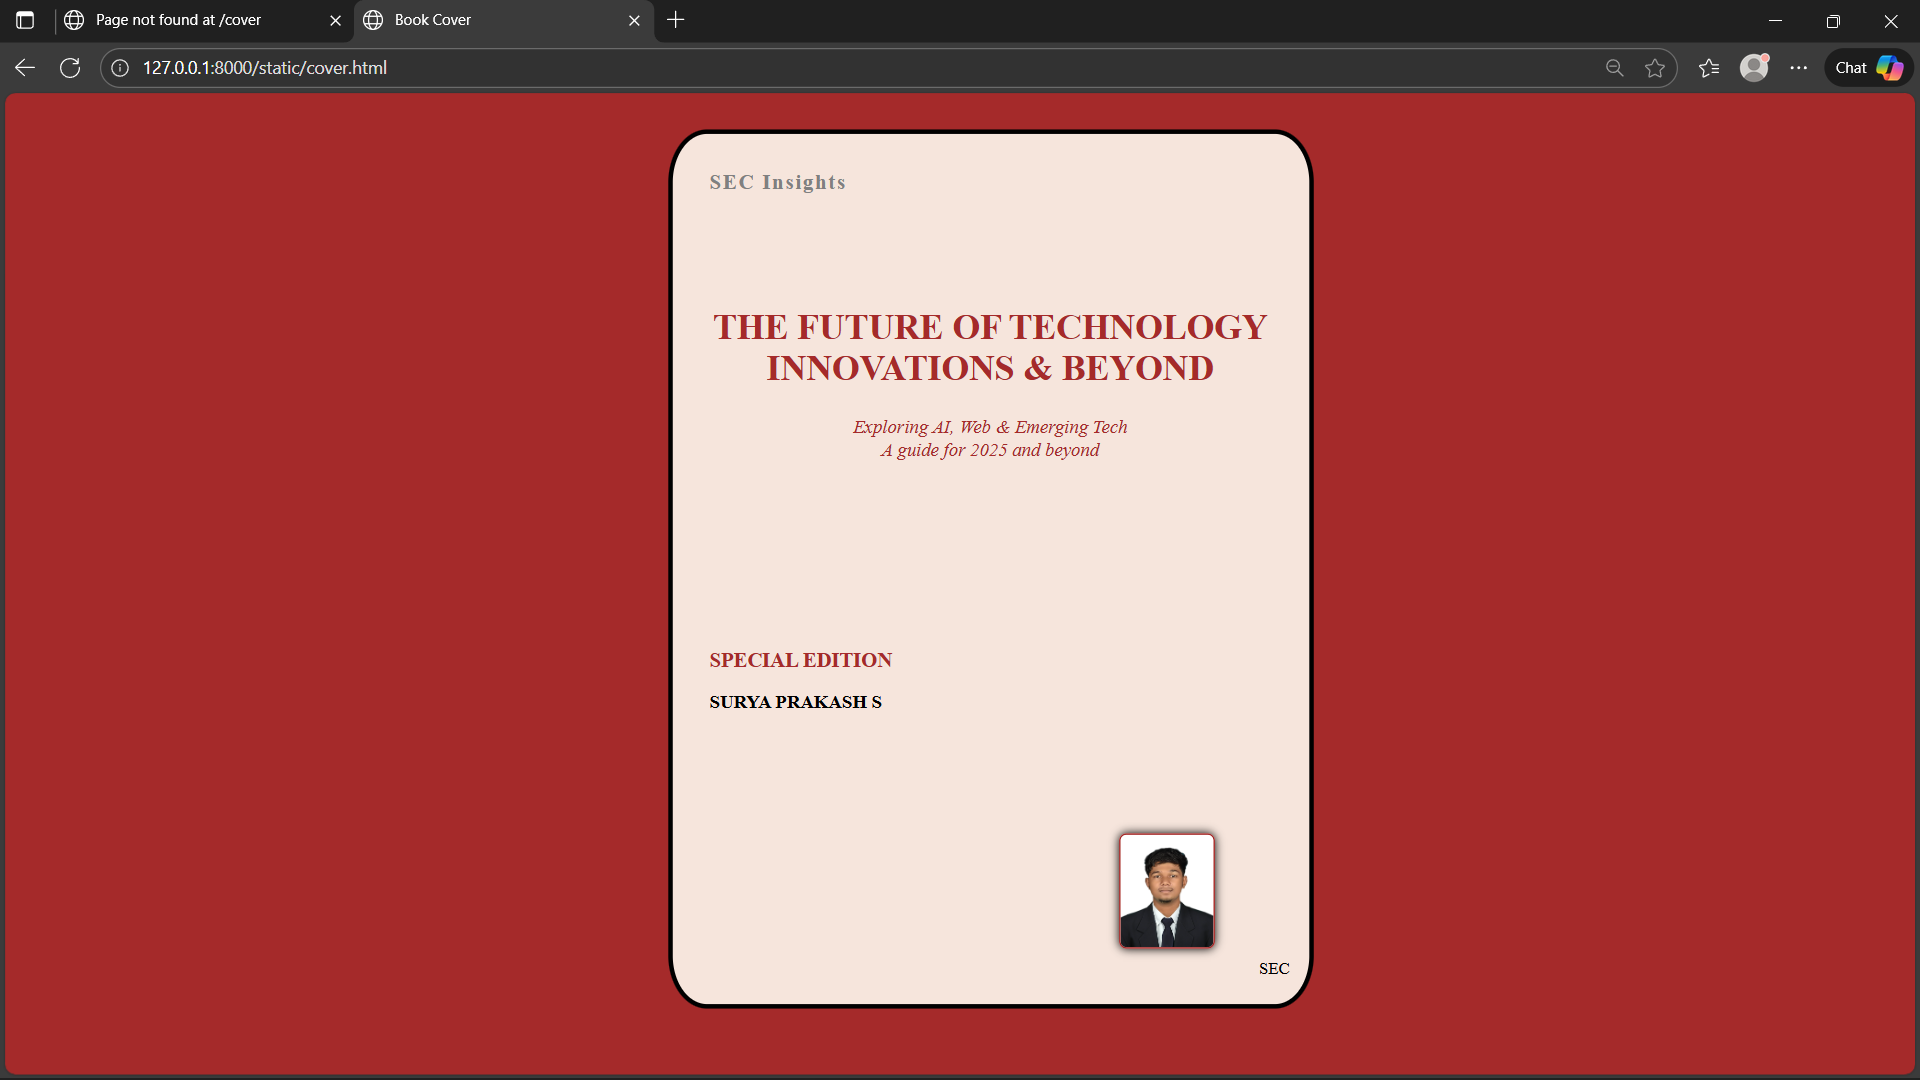 Page not found at /cover
Book Cover
127.0.0.1:8000/static/cover.html
Chat
SEC Insights
THE FUTURE OF TECHNOLOGY
INNOVATIONS & BEYOND
Exploring AI, Web & Emerging Tech
A guide for 2025 and beyond
SPECIAL EDITION
SURYA PRAKASH S
SEC